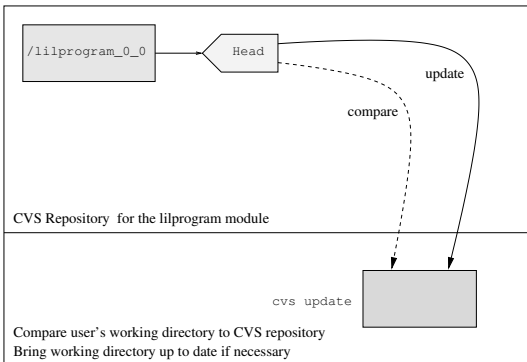 /lilprogram_0_0
Head
update
compare
CVS Repository for the lilprogram module
cvs update
Compare user's working directory to CVS repository
Bring working directory up to date if necessary